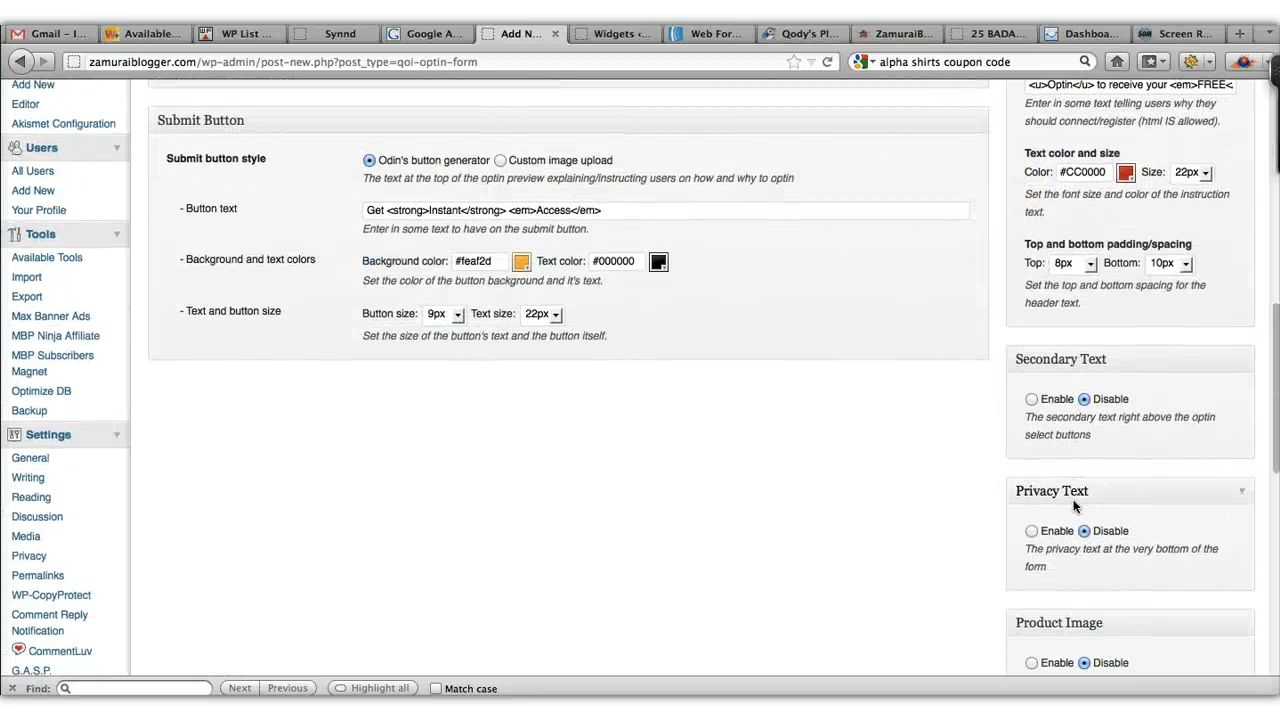 Gmail – I...
Available...
WP List ...
Synnd
Google A...
Add N...
Widgets ‹...
Web For...
Qody's Pl...
ZamuraiB...
25 BADA...
Dashboa...
Screen R...
zamuraiblogger.com/wp-admin/post-new.php?post_type=qoi-optin-form
alpha shirts coupon code
Add New
Editor
Akismet Configuration
Users
All Users
Add New
Your Profile
Tools
Available Tools
Import
Export
Max Banner Ads
MBP Ninja Affiliate
MBP Subscribers
Magnet
Optimize DB
Backup
Settings
General
Writing
Reading
Discussion
Media
Privacy
Permalinks
WP-CopyProtect
Comment Reply
Notification
CommentLuv
G.A.S.P.
Submit Button
Submit button style
Odin's button generator Custom image upload
The text at the top of the optin preview explaining/instructing users on how and why to optin
- Button text
Get <strong>Instant</strong> <em>Access</em>
Enter in some text to have on the submit button.
- Background and text colors
Background color: #feaf2d Text color: #000000
Set the color of the button background and it's text.
- Text and button size
Button size: 9px Text size: 22px
Set the size of the button's text and the button itself.
<u>Optin</u> to receive your <em>FREE<
Enter in some text telling users why they
should connect/register (html IS allowed).
Text color and size
Color: #CC0000 Size: 22px
Set the font size and color of the instruction
text.
Top and bottom padding/spacing
Top: 8px Bottom: 10px
Set the top and bottom spacing for the
header text.
Secondary Text
Enable Disable
The secondary text right above the optin
select buttons
Privacy Text
Enable Disable
The privacy text at the very bottom of the
form
Product Image
Enable Disable
Find: Next Previous Highlight all Match case